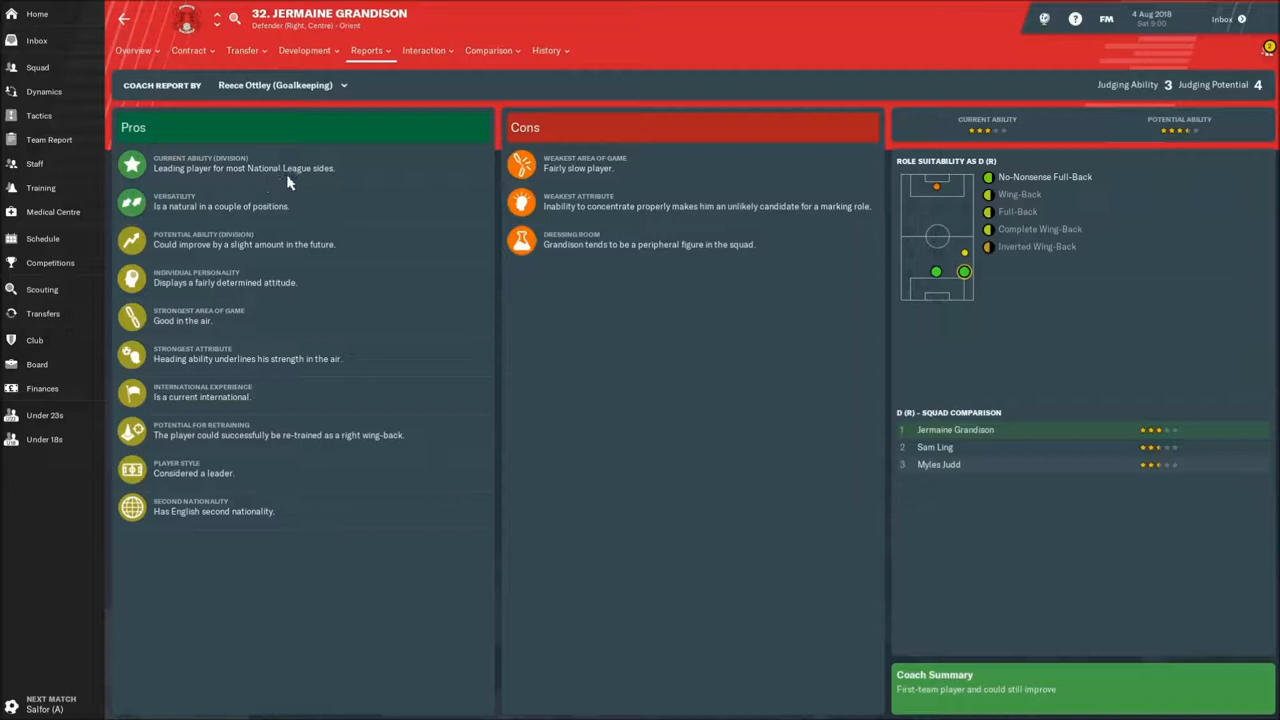 Home
Inbox
Squad
Dynamics
Tactics
Team Report
Staff
Training
Medical Centre
Schedule
Competitions
Scouting
Transfers
Club
Board
Finances
Under 23s
Under 18s
NEXT MATCH
Salfor (A)
32. JERMAINE GRANDISON
Defender (Right, Centre) - Orient
FM
4 Aug 2018
Sat 9:00
Inbox
2
Overview
Contract
Transfer
Development
Reports
Interaction
Comparison
History
COACH REPORT BY
Reece Ottley (Goalkeeping)
Judging Ability 3 Judging Potential 4
Pros
CURRENT ABILITY (DIVISION)
Leading player for most National League sides.
VERSATILITY
Is a natural in a couple of positions.
POTENTIAL ABILITY (DIVISION)
Could improve by a slight amount in the future.
INDIVIDUAL PERSONALITY
Displays a fairly determined attitude.
STRONGEST AREA OF GAME
Good in the air.
STRONGEST ATTRIBUTE
Heading ability underlines his strength in the air.
INTERNATIONAL EXPERIENCE
Is a current international.
POTENTIAL FOR RETRAINING
The player could successfully be re-trained as a right wing-back.
PLAYER STYLE
Considered a leader.
SECOND NATIONALITY
Has English second nationality.
Cons
WEAKEST AREA OF GAME
Fairly slow player.
WEAKEST ATTRIBUTE
Inability to concentrate properly makes him an unlikely candidate for a marking role.
DRESSING ROOM
Grandison tends to be a peripheral figure in the squad.
CURRENT ABILITY
POTENTIAL ABILITY
ROLE SUITABILITY AS D (R)
No-Nonsense Full-Back
Wing-Back
Full-Back
Complete Wing-Back
Inverted Wing-Back
D (R) - SQUAD COMPARISON
1 Jermaine Grandison
2 Sam Ling
3 Myles Judd
Coach Summary
First-team player and could still improve